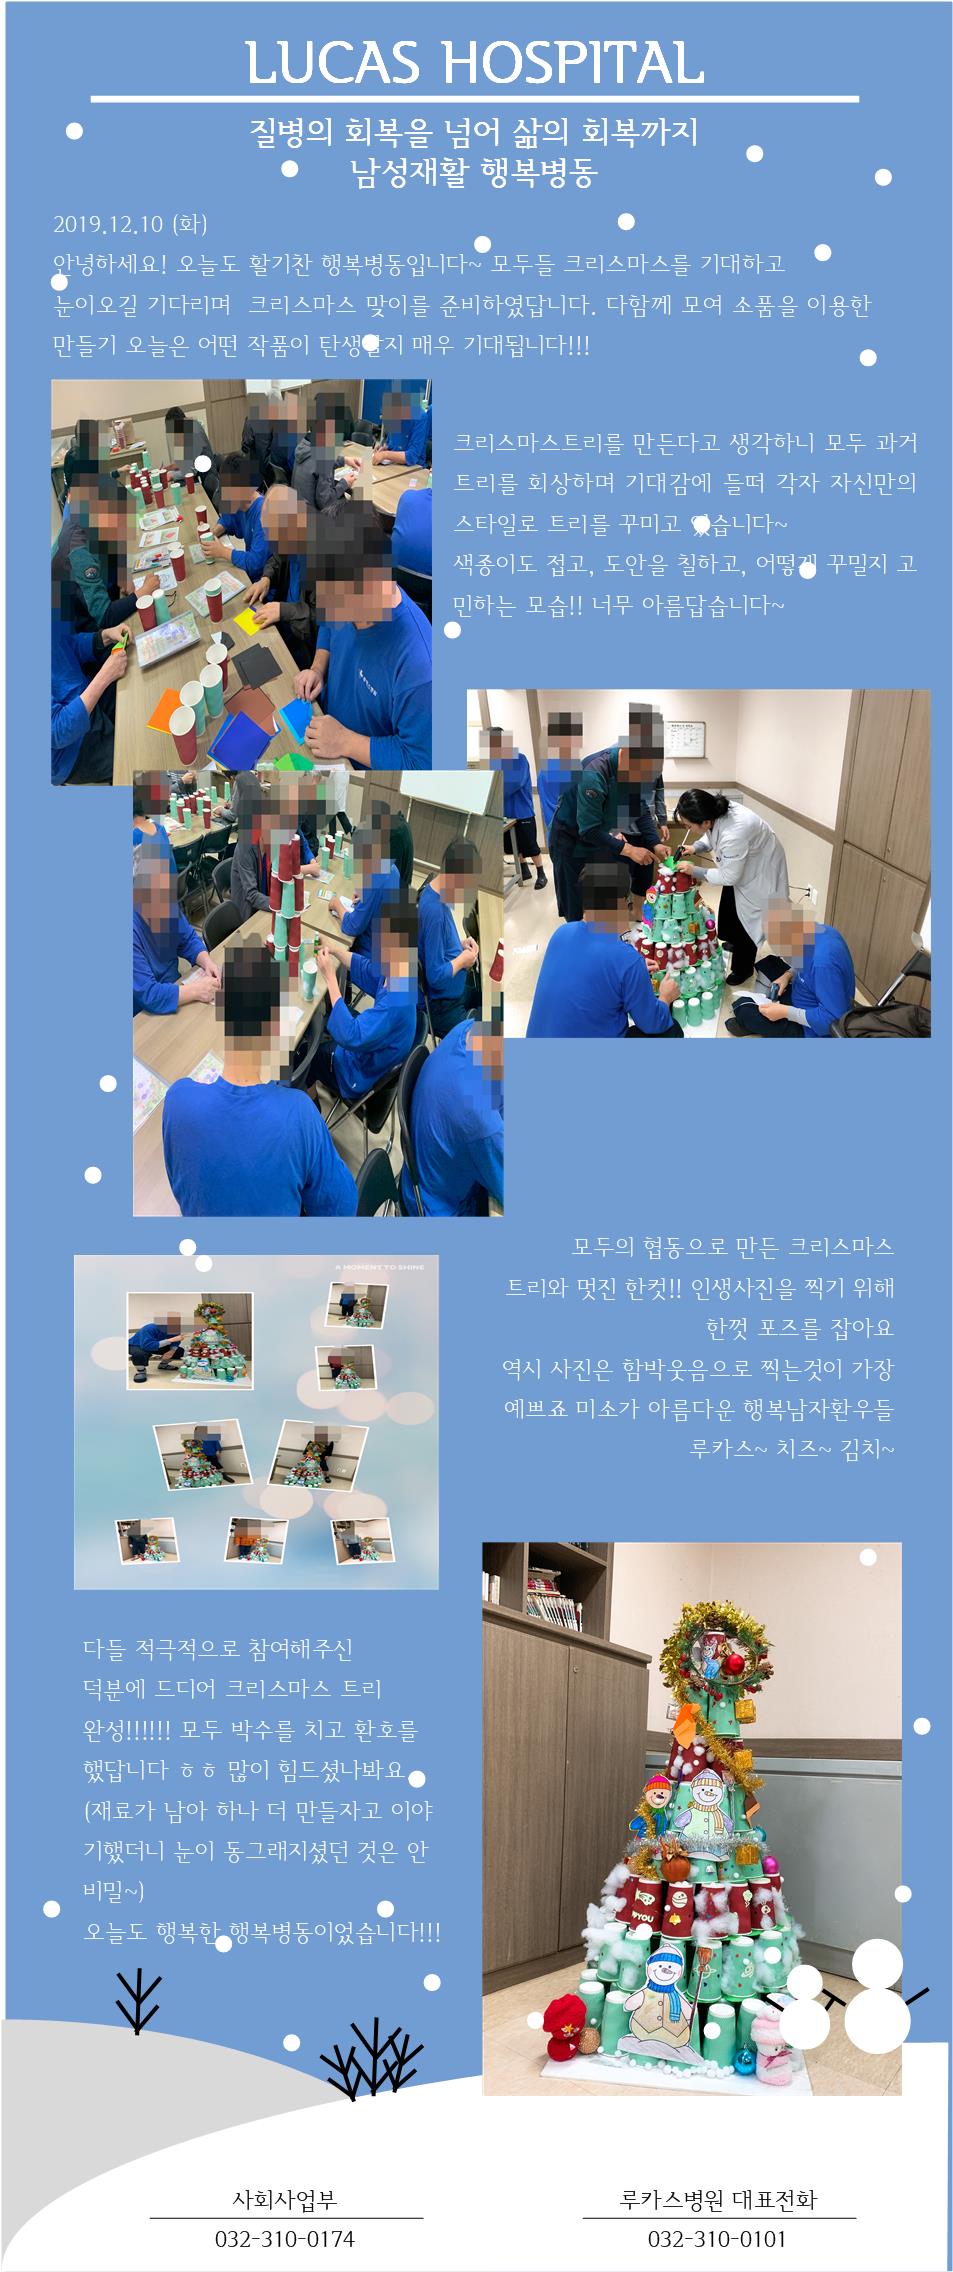 LUCAS HOSPITAL
질병의 회복을 넘어 삶의 회복까지
남성재활 행복병동
2019.12.10 (화)
안녕하세요! 오늘도 활기찬 행복병동입니다~ 모두들 크리스마스를 기대하고
눈이오길 기다리며 크리스마스 맞이를 준비하였답니다. 다함께 모여 소품을 이용한
만들기 오늘은 어떤 작품이 탄생할지 매우 기대됩니다!!!
크리스마스트리를 만든다고 생각하니 모두 과거
트리를 회상하며 기대감에 들떠 각자 자신만의
스타일로 트리를 꾸미고 있습니다~
색종이도 접고, 도안을 칠하고, 어떻게 꾸밀지 고
민하는 모습!! 너무 아름답습니다~
모두의 협동으로 만든 크리스마스
트리와 멋진 한컷!! 인생사진을 찍기 위해
한껏 포즈를 잡아요
역시 사진은 함박웃음으로 찍는것이 가장
예쁘죠 미소가 아름다운 행복남자환우들
루카스~ 치즈~ 김치~
A MOMENT TO SHINE
다들 적극적으로 참여해주신
덕분에 드디어 크리스마스 트리
완성!!!!!! 모두 박수를 치고 환호를
했답니다 ㅎㅎ 많이 힘드셨나봐요
(재료가 남아 하나 더 만들자고 이야
기했더니 눈이 동그래지셨던 것은 안
비밀~)
오늘도 행복한 행복병동이었습니다!!!
YOU
사회사업부
032-310-0174
루카스병원 대표전화
032-310-0101